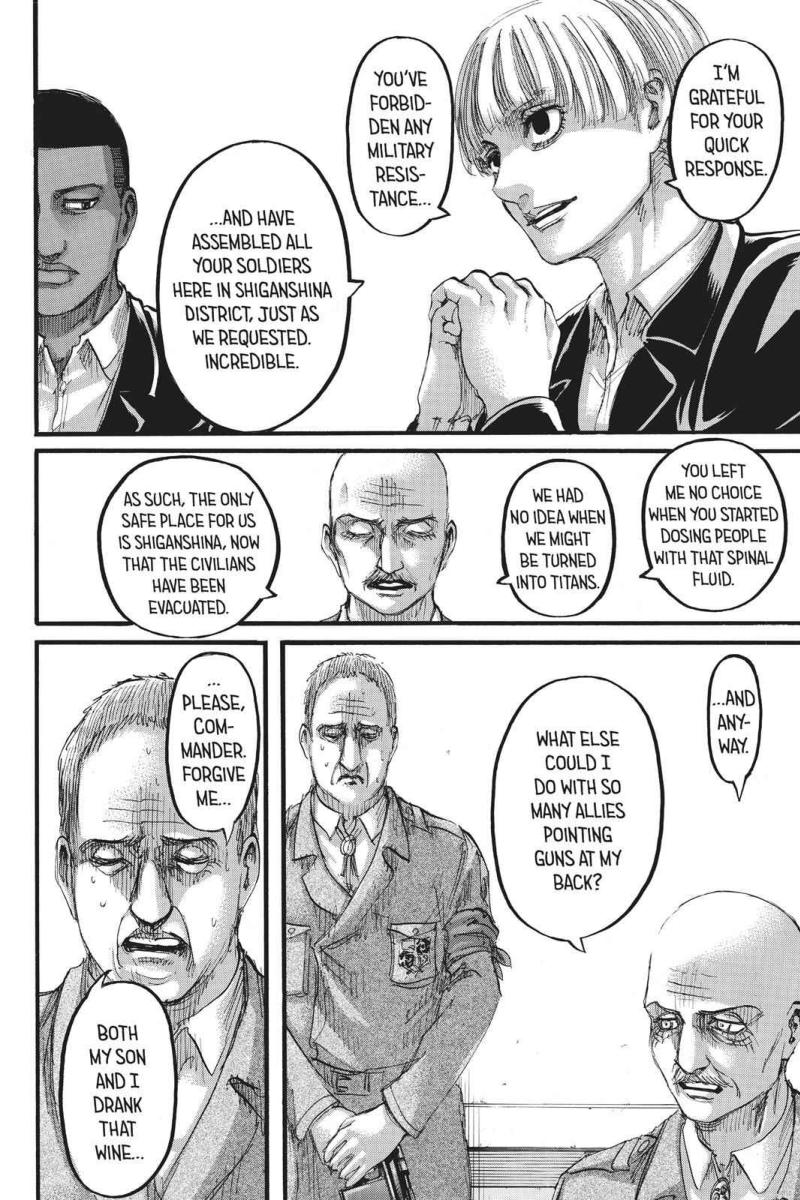 I'M
GRATEFUL
FOR YOUR
QUICK
RESPONSE.
YOU'VE
FORBID-
DEN ANY
MILITARY
RESIS-
TANCE...
...AND HAVE
ASSEMBLED ALL
YOUR SOLDIERS
HERE IN SHIGANSHINA
DISTRICT, JUST AS
WE REQUESTED.
INCREDIBLE.
YOU LEFT
ME NO CHOICE
WHEN YOU STARTED
DOSING PEOPLE
WITH THAT SPINAL
FLUID.
WE HAD
NO IDEA WHEN
WE MIGHT
BE TURNED
INTO TITANS.
AS SUCH, THE ONLY
SAFE PLACE FOR US
IS SHIGANSHINA, NOW
THAT THE CIVILIANS
HAVE BEEN
EVACUATED.
...AND
ANY-
WAY.
WHAT ELSE
COULD I
DO WITH SO
MANY ALLIES
POINTING
GUNS AT MY
BACK?
...
PLEASE,
COM-
MANDER.
FORGIVE
ME...
BOTH
MY SON
AND I
DRANK
THAT
WINE...